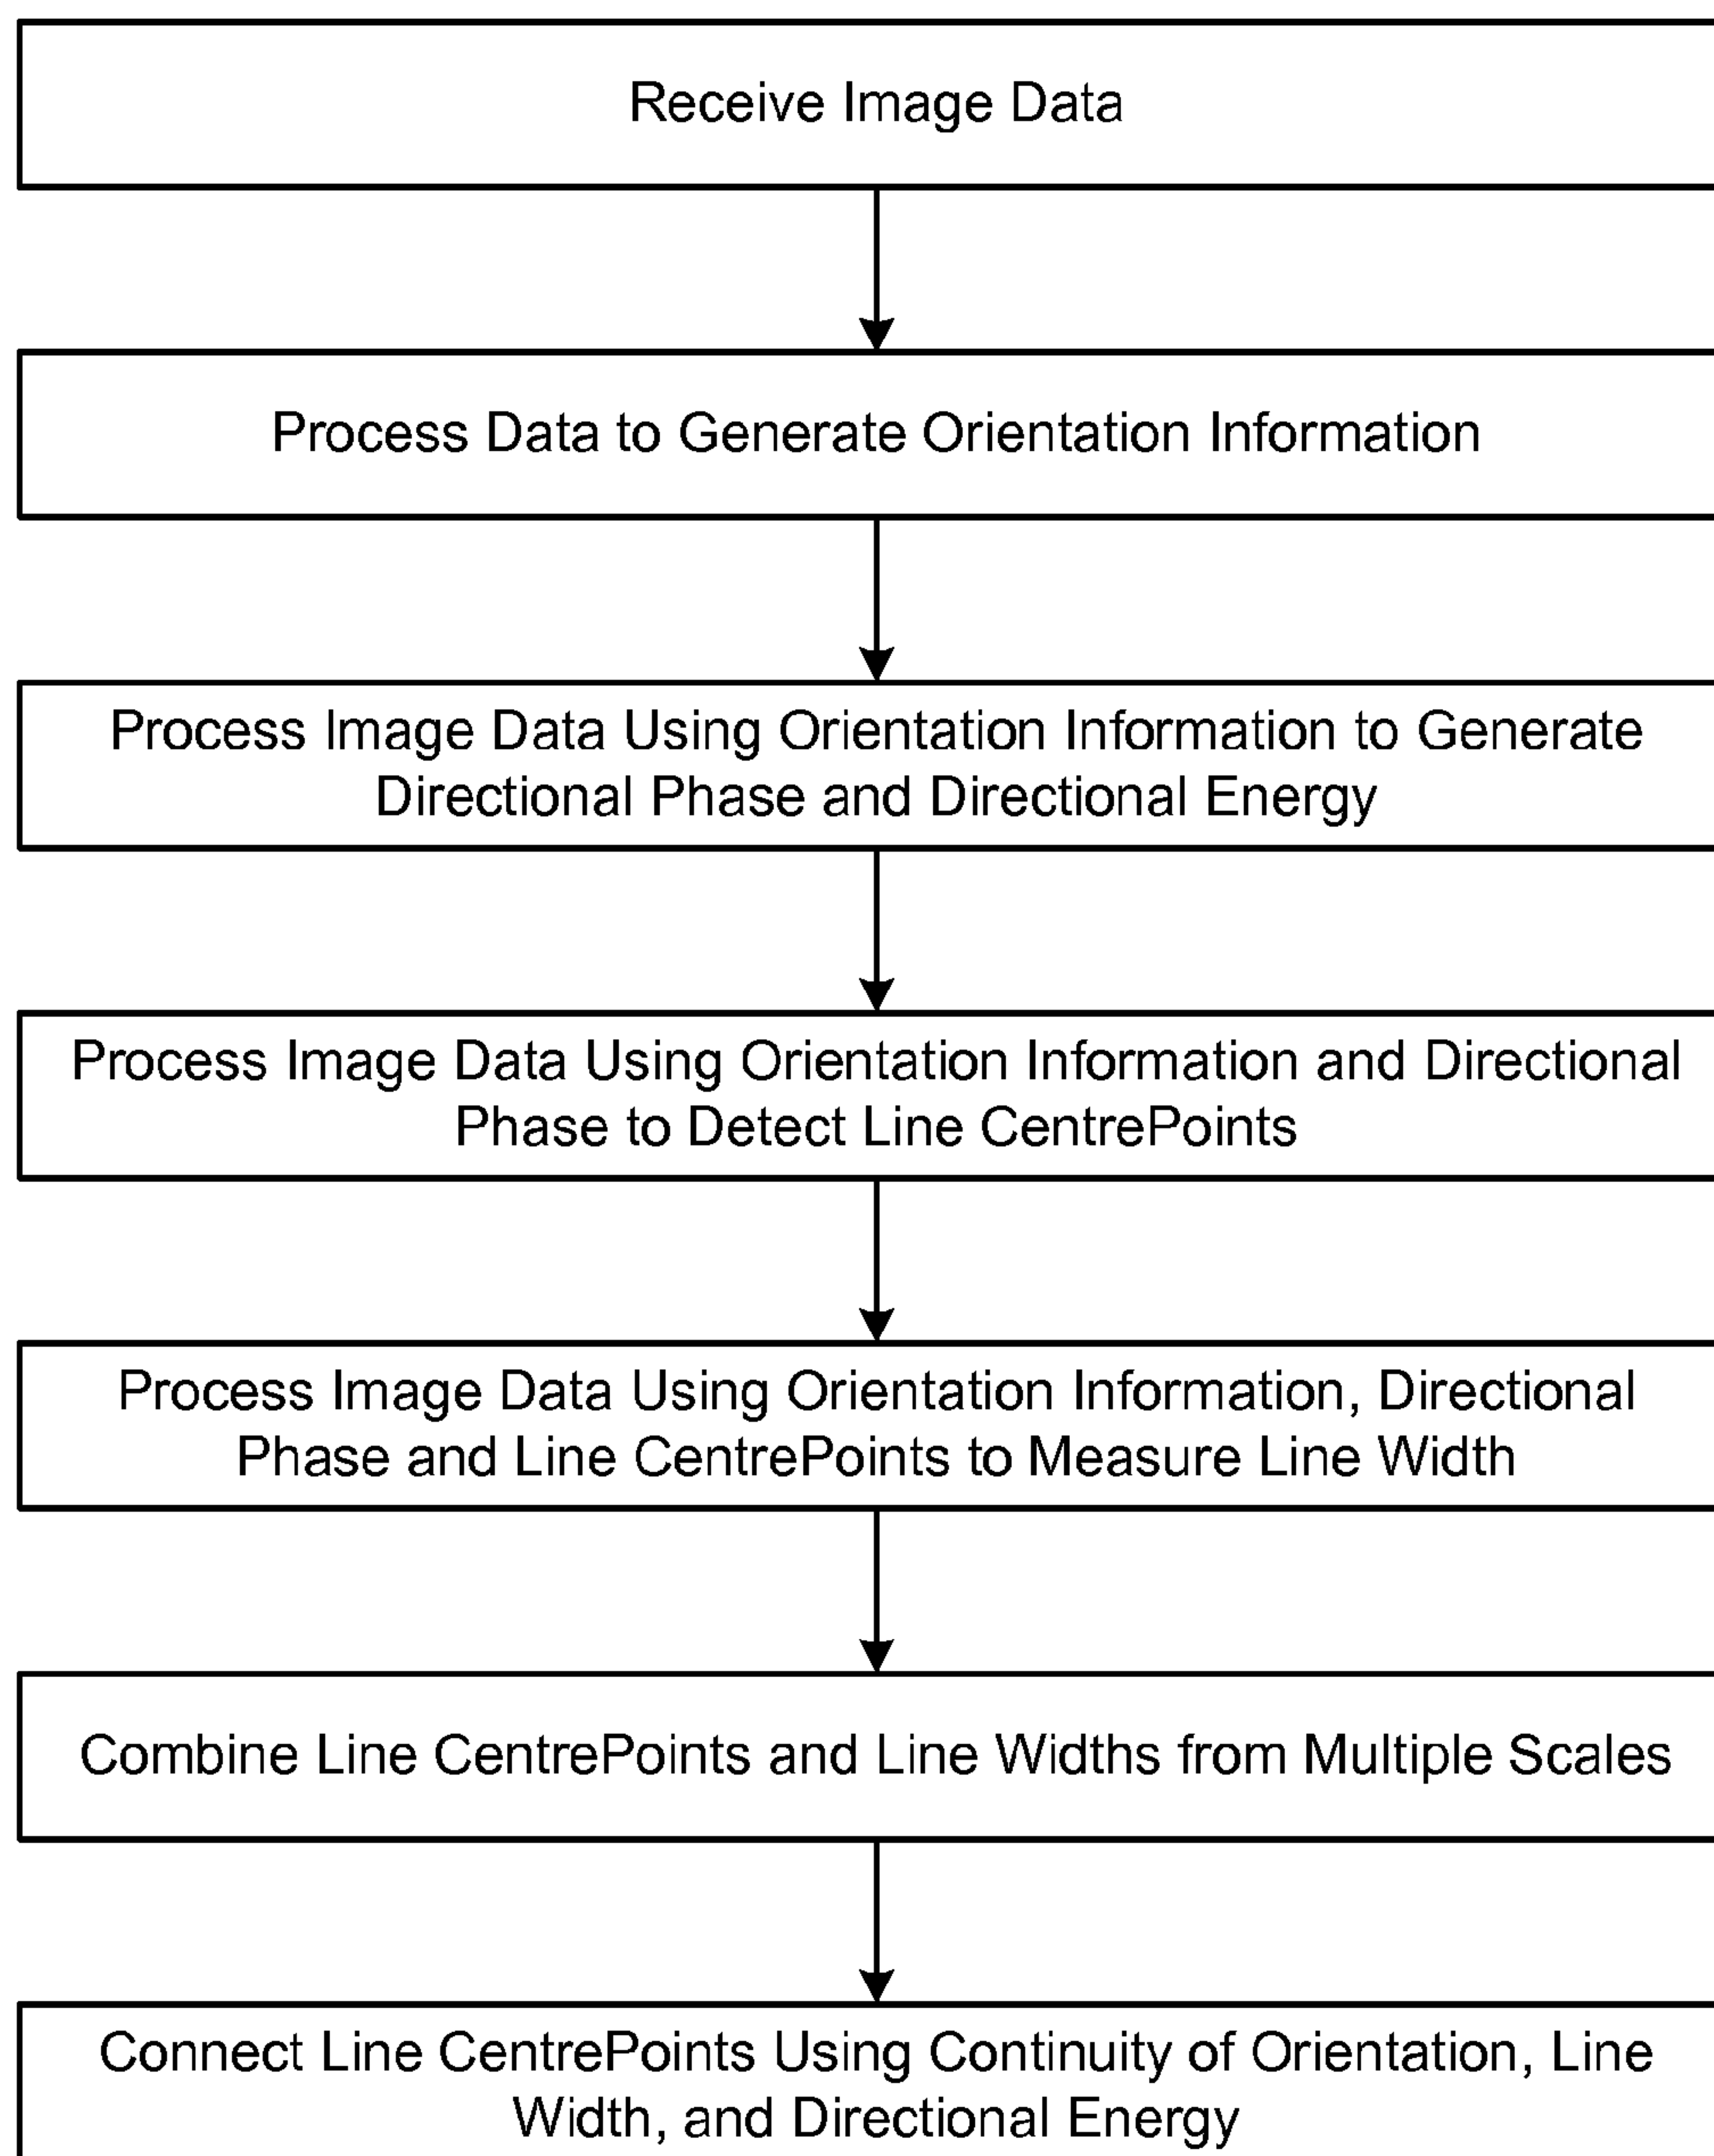 Receive Image Data
Process Data to Generate Orientation Information
Process Image Data Using Orientation Information to Generate
Directional Phase and Directional Energy
Process Image Data Using Orientation Information and Directional
Phase to Detect Line CentrePoints
Process Image Data Using Orientation Information, Directional
Phase and Line CentrePoints to Measure Line Width
Combine Line CentrePoints and Line Widths from Multiple Scales
Connect Line CentrePoints Using Continuity of Orientation, Line
Width, and Directional Energy